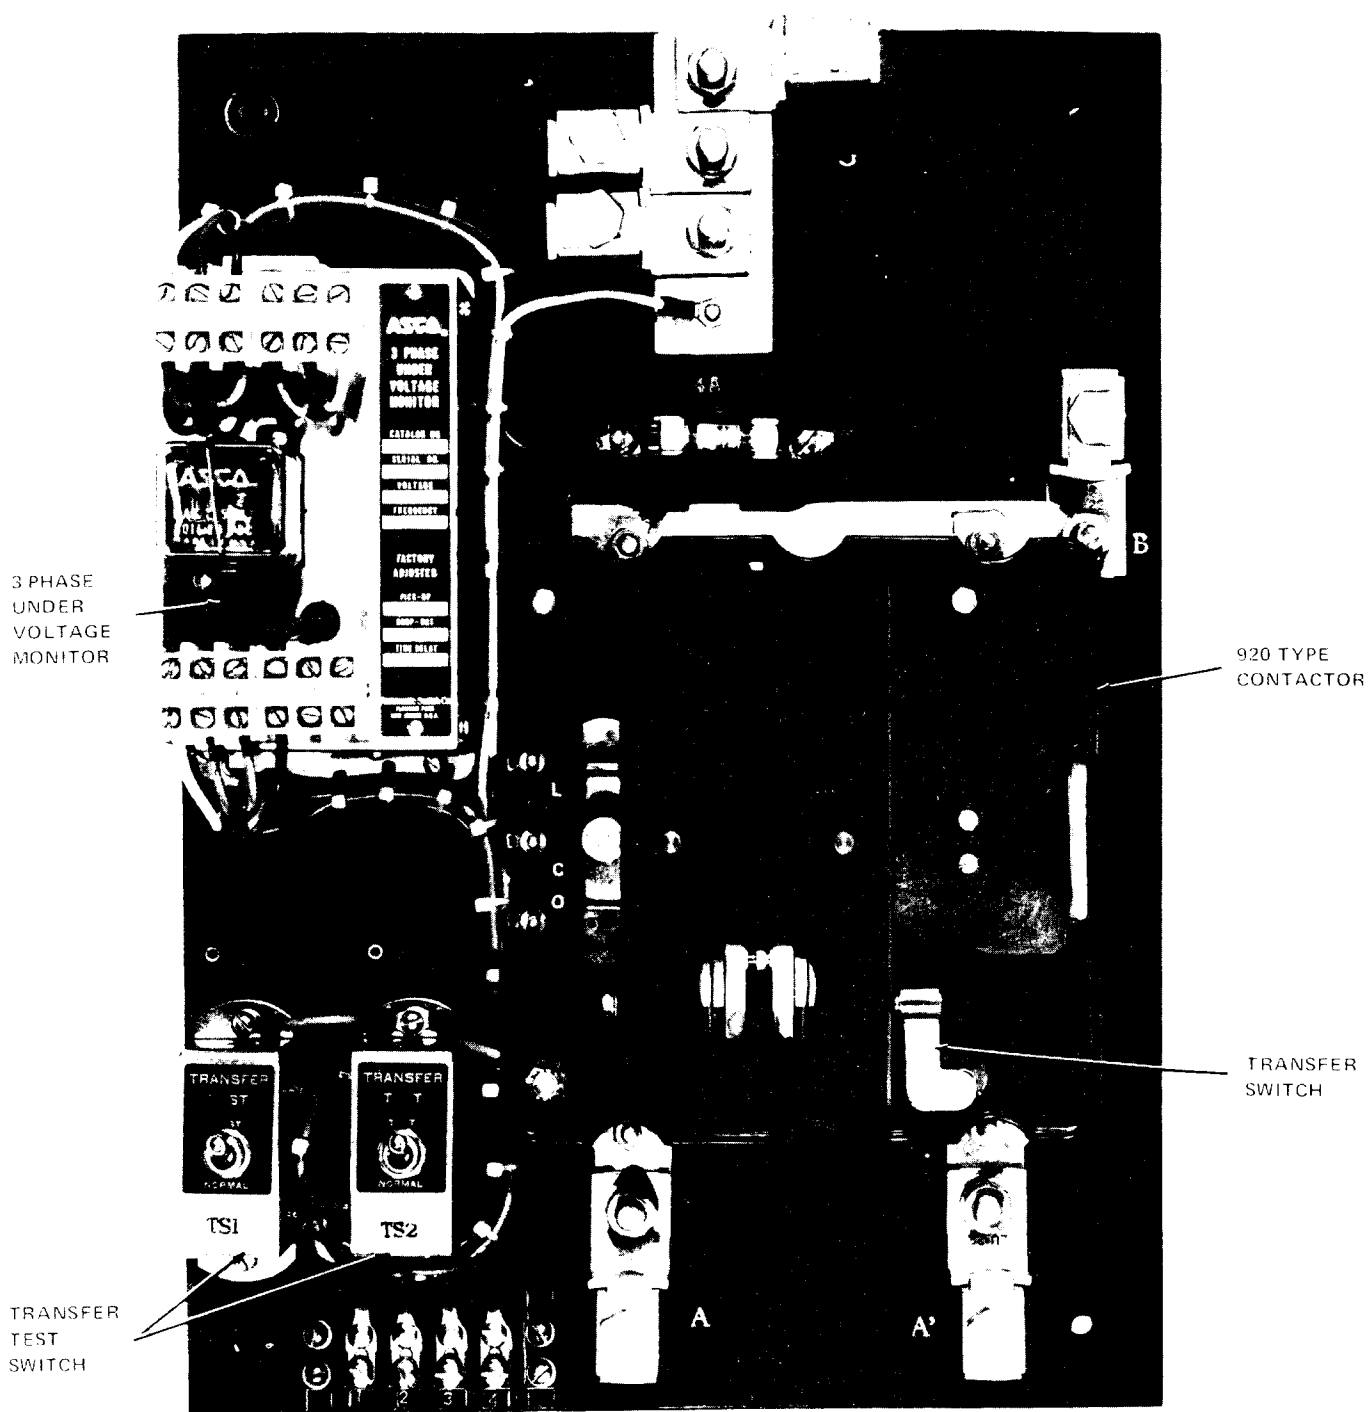 ASCO
3 PHASE
UNDER
VOLTAGE
MONITOR
CATALOG NO
SERIAL NO.
VOLTAGE
FREQUENCY
FACTORY
ADJUSTED
PICK-UP
DROP-OUT
TIME DELAY
ASCO
3 PHASE
UNDER
VOLTAGE
MONITOR
B
920 TYPE
CONTACTOR
L
C
O
TRANSFER
SWITCH
TRANSFER
NORMAL
TS1
TRANSFER
NORMAL
TS2
TRANSFER
TEST
SWITCH
A
A'
1 2 3 4